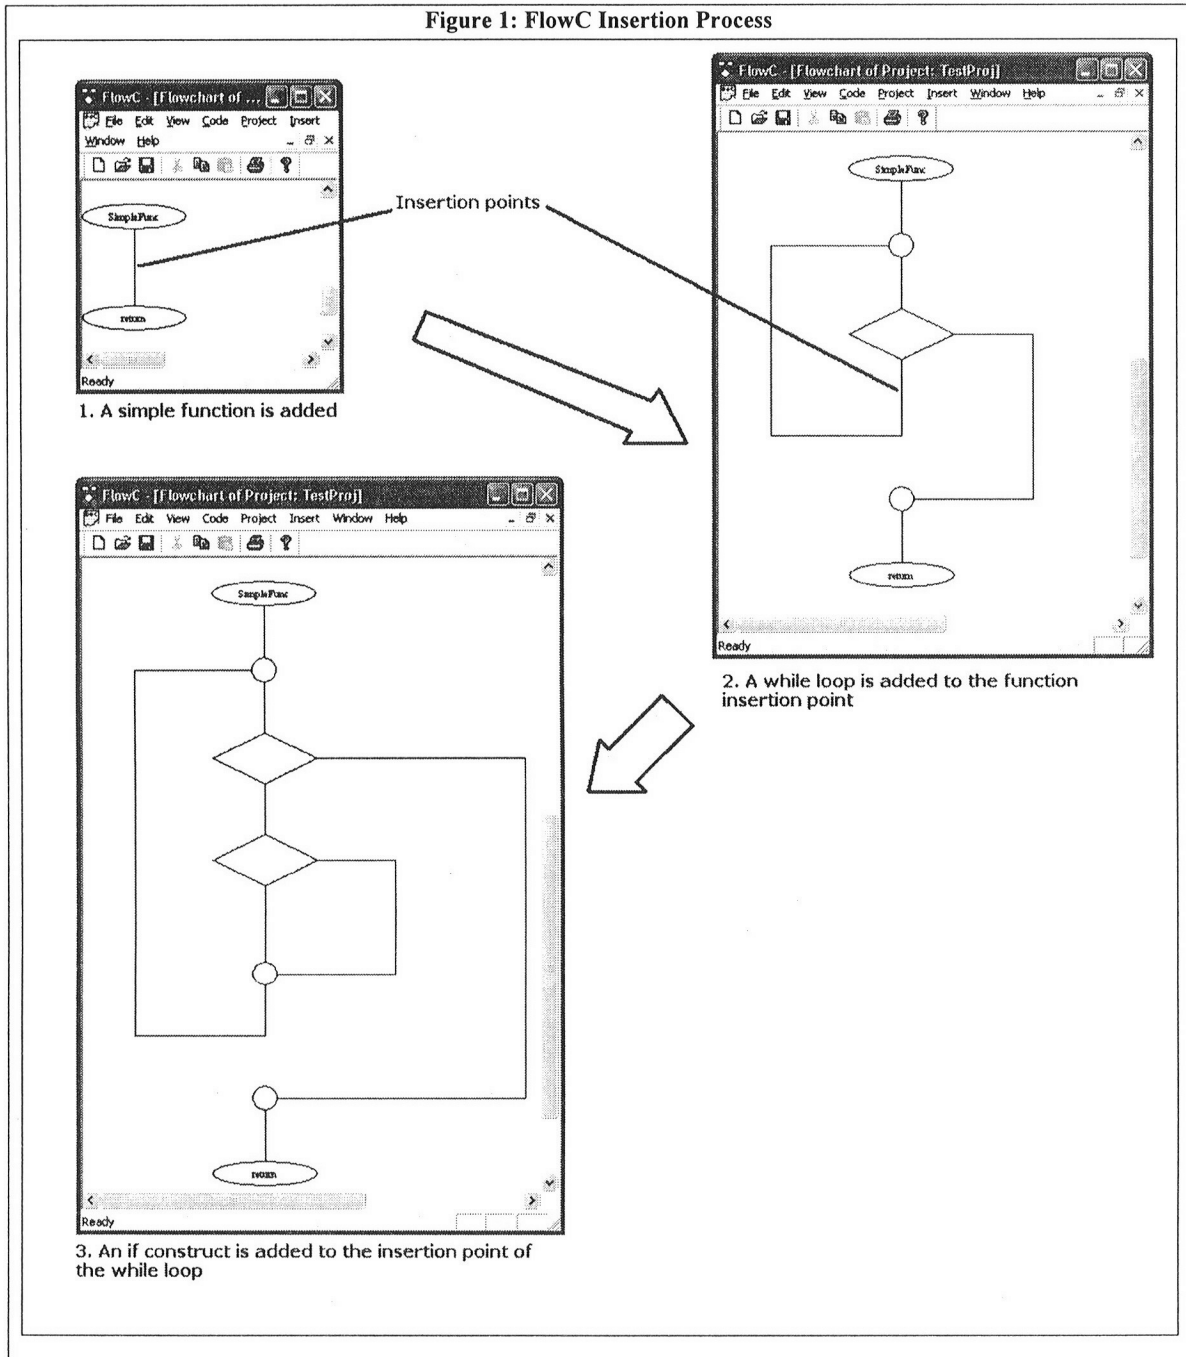 Figure 1: FlowC Insertion Process
FlowC - [Flowchart of ...
File Edit View Code Project Insert
Window Help
SimpleFunc
return
Ready
1. A simple function is added
Insertion points
FlowC - [Flowchart of Project: TestProj]
File Edit View Code Project Insert Window Help
SimpleFunc
return
Ready
2. A while loop is added to the function
insertion point
FlowC - [Flowchart of Project: TestProj]
File Edit View Code Project Insert Window Help
SimpleFunc
return
Ready
3. An if construct is added to the insertion point of
the while loop